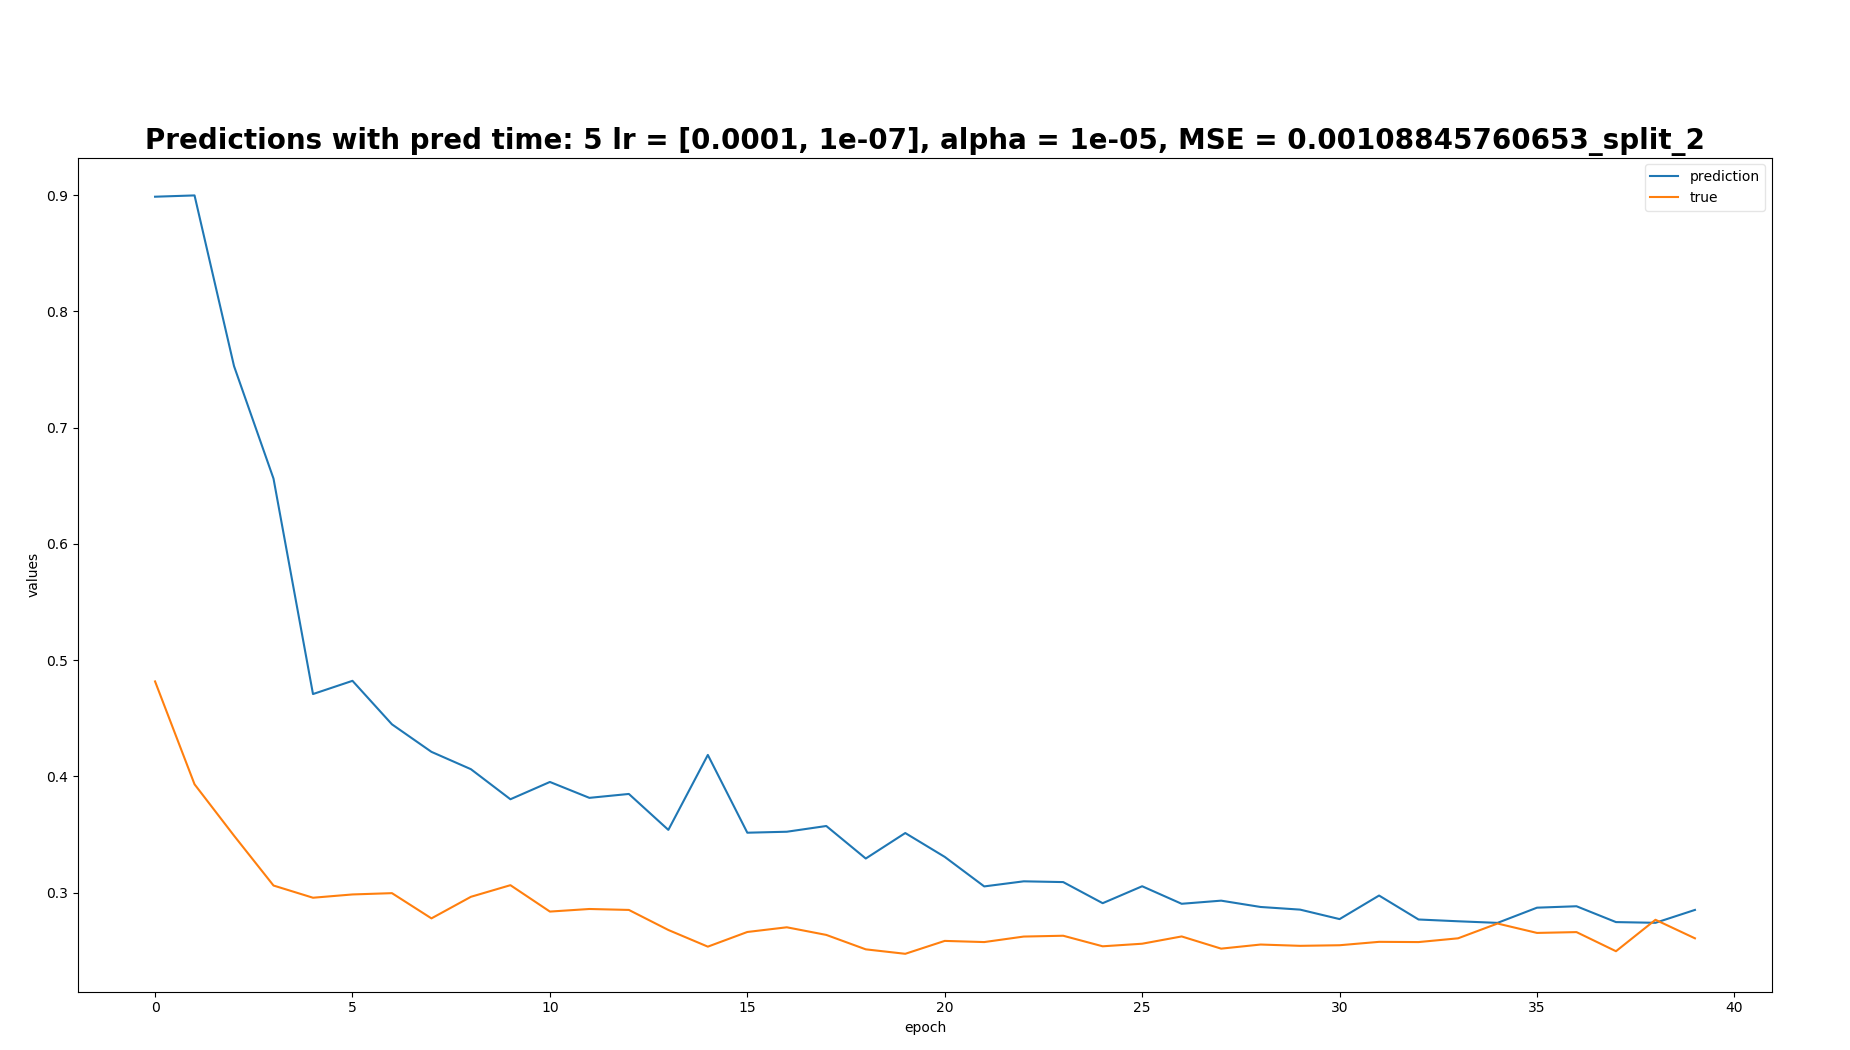 Predictions with pred time: 5 lr = [0.0001, 1e-07], alpha = 1e-05, MSE = 0.00108845760653_split_2
prediction
true
0.9
0.8
0.7
0.6
0.5
0.4
0.3
values
0 5 10 15 20 25 30 35 40
epoch